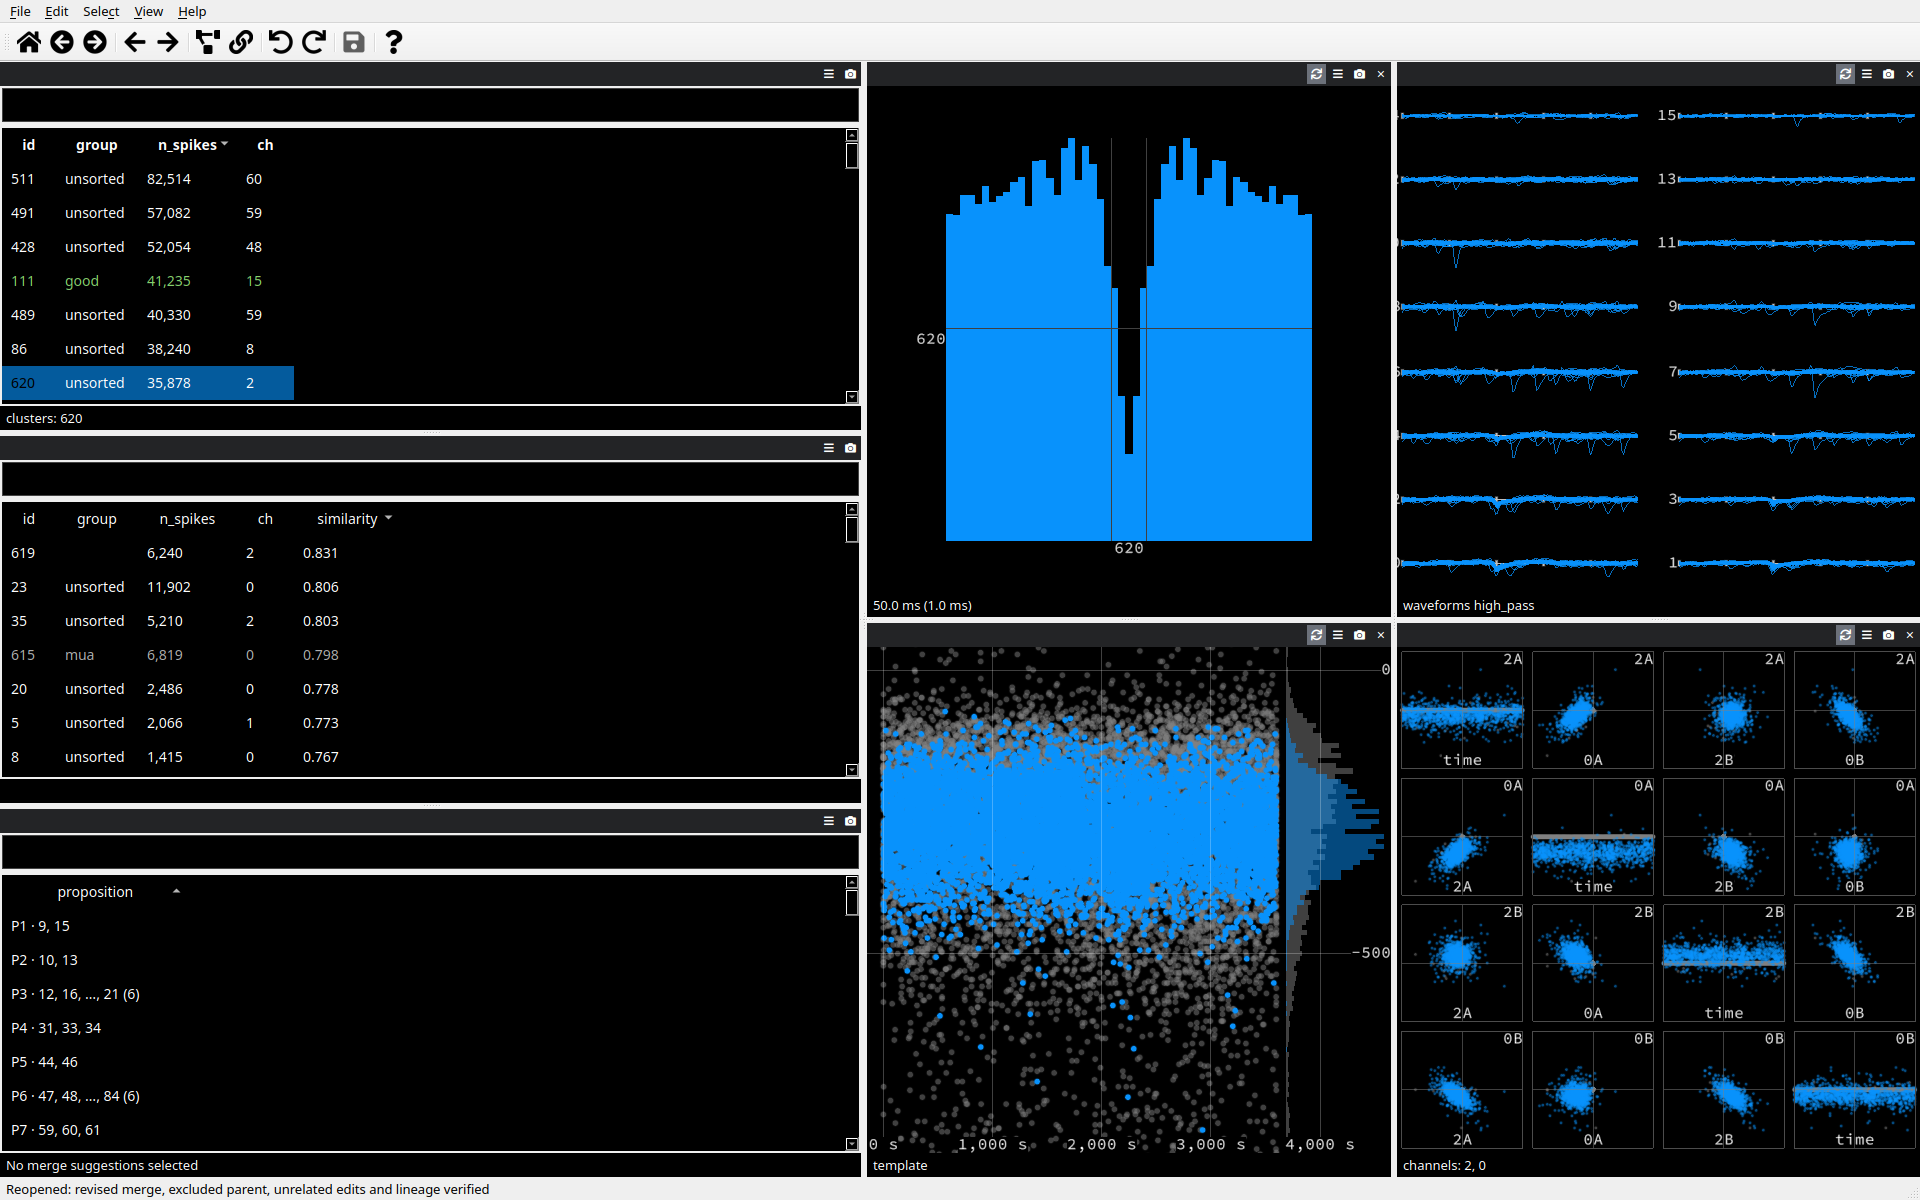 File Edit Select View Help
id group n_spikes ch
511 unsorted 82,514 60
491 unsorted 57,082 59
428 unsorted 52,054 48
111 good 41,235 15
489 unsorted 40,330 59
86 unsorted 38,240 8
620 unsorted 35,878 2
clusters: 620
id group n_spikes ch similarity
619 6,240 2 0.831
23 unsorted 11,902 0 0.806
35 unsorted 5,210 2 0.803
615 mua 6,819 0 0.798
20 unsorted 2,486 0 0.778
5 unsorted 2,066 1 0.773
8 unsorted 1,415 0 0.767
proposition
P1 · 9, 15
P2 · 10, 13
P3 · 12, 16, ..., 21 (6)
P4 · 31, 33, 34
P5 · 44, 46
P6 · 47, 48, ..., 84 (6)
P7 · 59, 60, 61
No merge suggestions selected
620
620
50.0 ms (1.0 ms)
15
13
11
9
7
5
3
1
waveforms high_pass
0
-500
0 s 1,000 s 2,000 s 3,000 s 4,000 s
template
2A 2A 2A 2A
time 0A 2B 0B
0A 0A 0A 0A
2A time 2B 0B
2B 2B 2B 2B
2A 0A time 0B
0B 0B 0B 0B
2A 0A 2B time
channels: 2, 0
Reopened: revised merge, excluded parent, unrelated edits and lineage verified